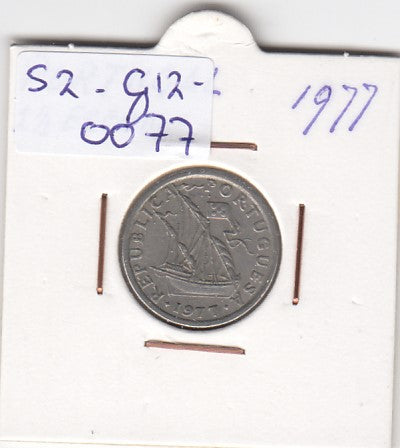 S2-G12-L
0077
1977
REPUBLICA PORTUGUESA
·1977·